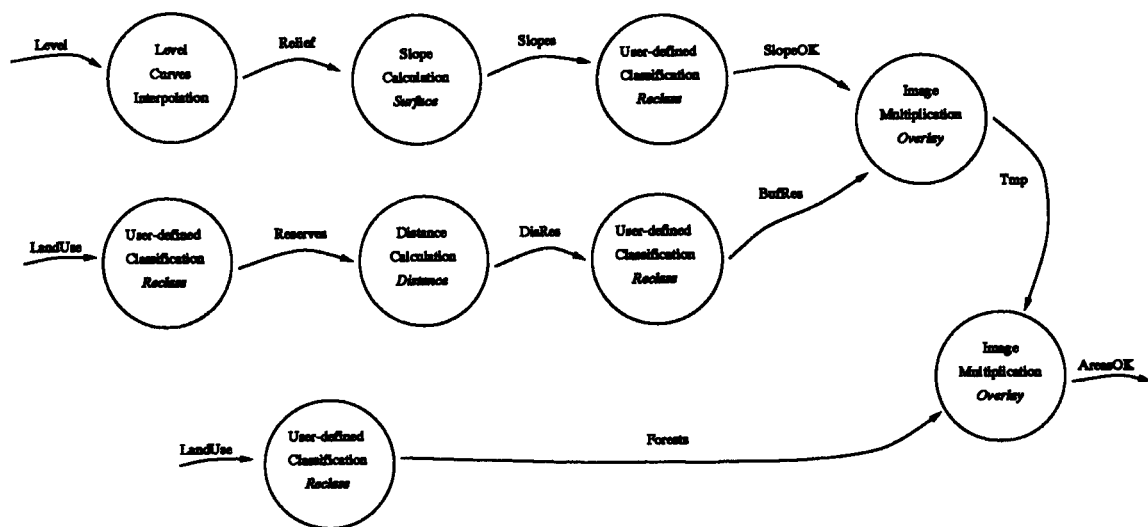 Level
Level
Curves
Interpolation
Relief
Slope
Calculation
Surface
Slopes
User-defined
Classification
Reclass
SlopeOK
Image
Multiplication
Overlay
LandUse
User-defined
Classification
Reclass
Reserves
Distance
Calculation
Distance
DisRes
User-defined
Classification
Reclass
BufRes
Tmp
Image
Multiplication
Overlay
AreasOK
LandUse
User-defined
Classification
Reclass
Forests